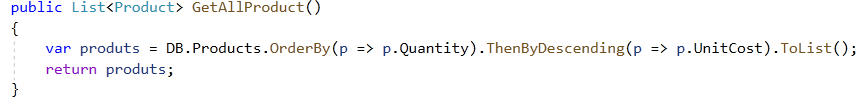 public List<Product> GetAllProduct()
{
    var produts = DB.Products.OrderBy(p => p.Quantity).ThenByDescending(p => p.UnitCost).ToList();
    return produts;
}